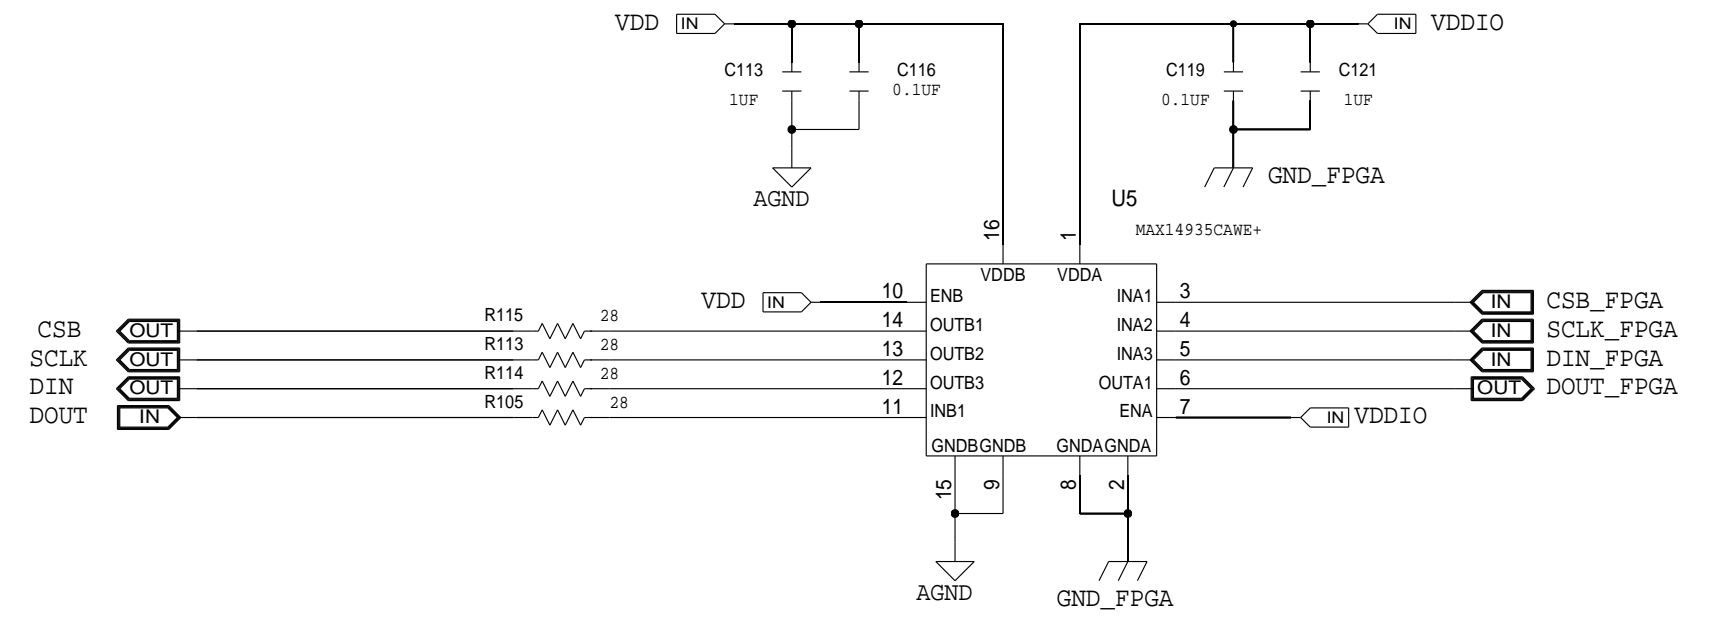 VDD IN
IN VDDIO
C113 C116
1UF 0.1UF
C119 C121
0.1UF 1UF
AGND
GND_FPGA
U5
MAX14935CAWE+
16 1
VDDB VDDA
VDD IN 10 ENB INA1 3 IN CSB_FPGA
CSB OUT R115 28 14 OUTB1 INA2 4 IN SCLK_FPGA
SCLK OUT R113 28 13 OUTB2 INA3 5 IN DIN_FPGA
DIN OUT R114 28 12 OUTB3 OUTA1 6 OUT DOUT_FPGA
DOUT IN R105 28 11 INB1 ENA 7 IN VDDIO
GNDB GNDB GNDA GNDA
15 9 8 2
AGND
GND_FPGA